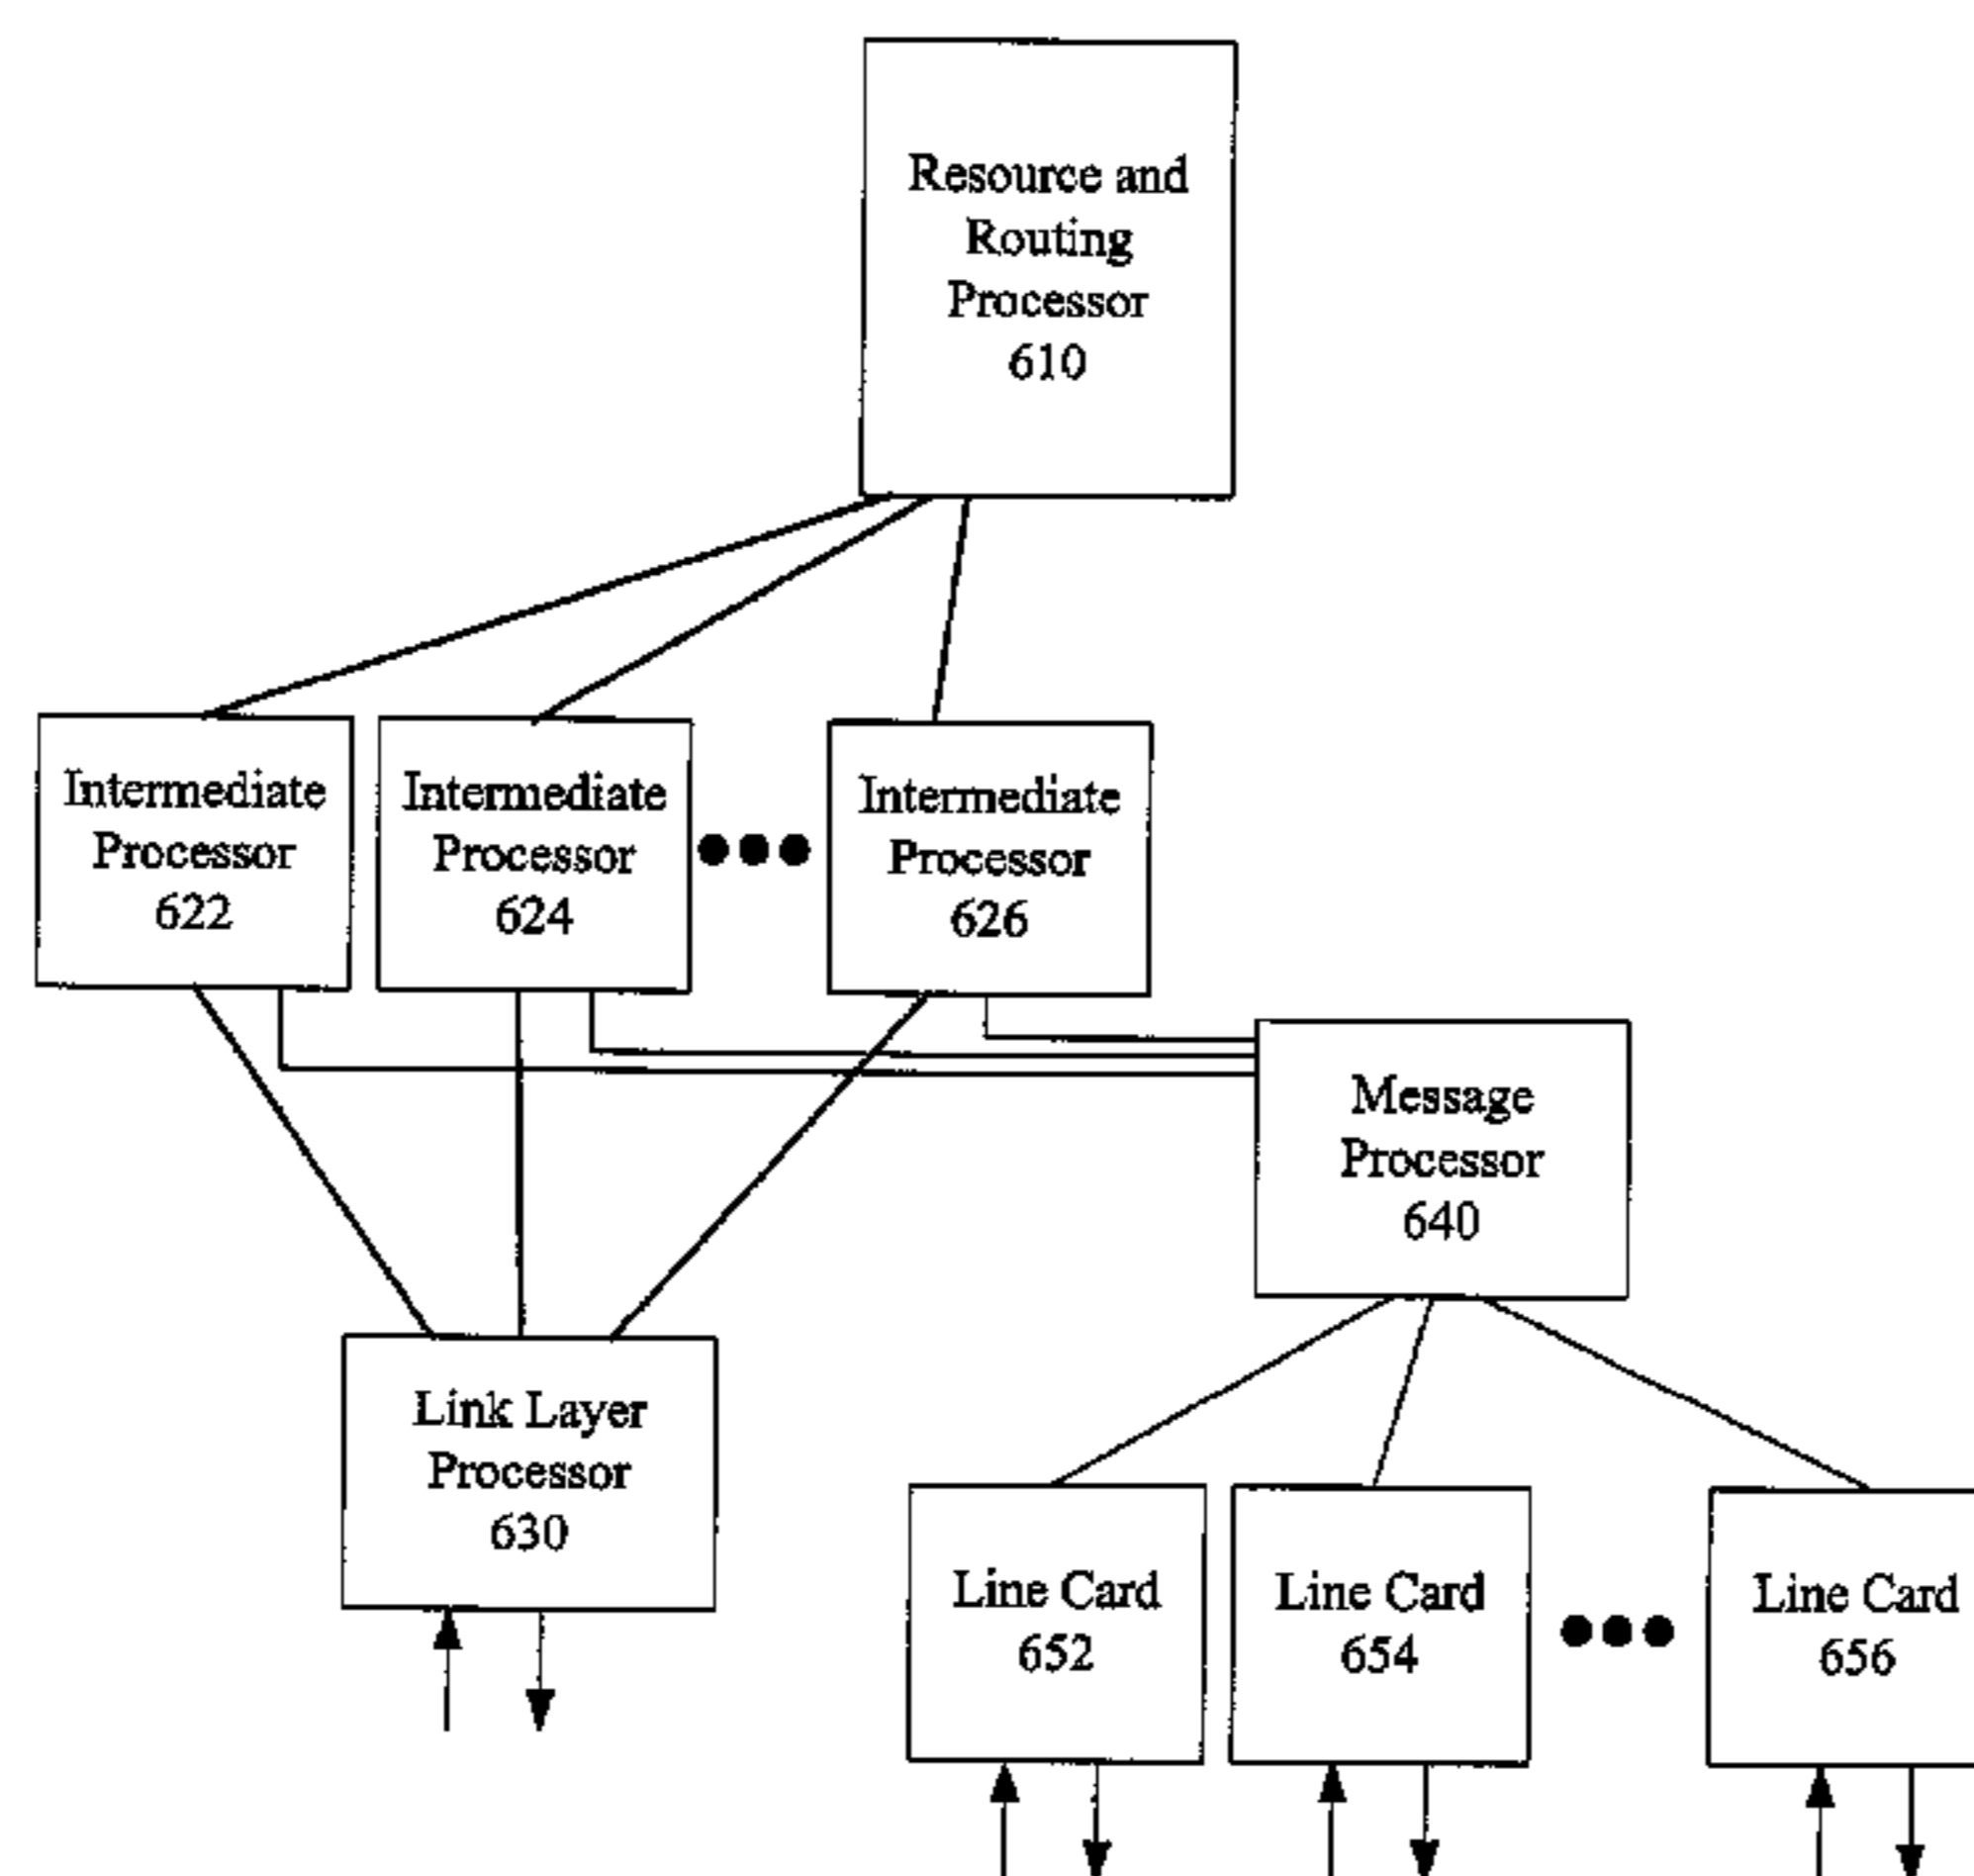 Resource and
Routing
Processor
610
Intermediate
Processor
622
Intermediate
Processor
624
Intermediate
Processor
626
Message
Processor
640
Link Layer
Processor
630
Line Card
652
Line Card
654
Line Card
656